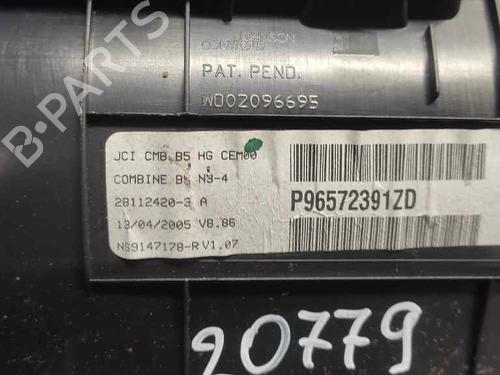 JOHNSON
CONTROLS
PAT. PEND.
W002096695
JCI CMB B5 HG CEM00
COMBINE B5 N3-4
28112420-3 A
13/04/2005 V8.86
NS9147178-R V1.07
P96572391ZD
20779
B-Parts